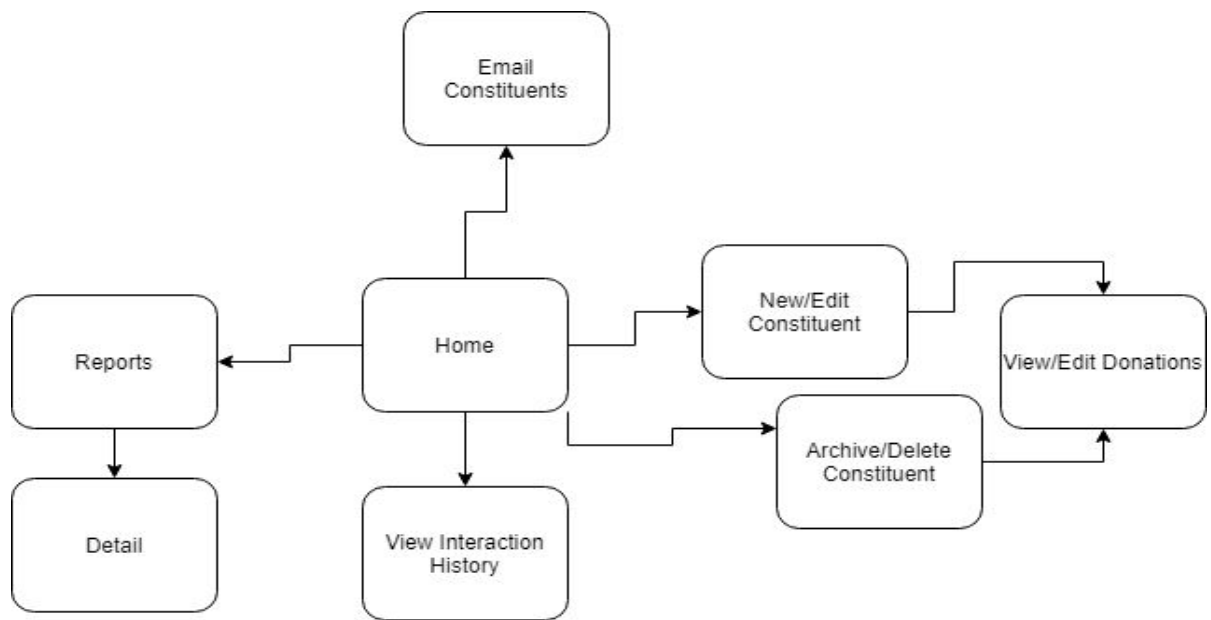 Email
Constituents
New/Edit
Constituent
Reports
Home
View/Edit Donations
Archive/Delete
Constituent
Detail
View Interaction
History